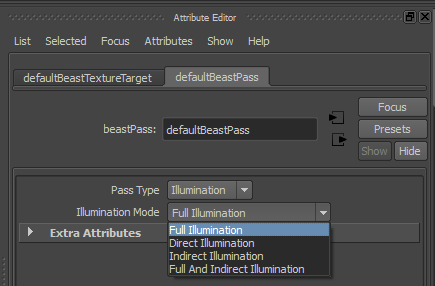 Attribute Editor
List Selected Focus Attributes Show Help
defaultBeastTextureTarget defaultBeastPass
Focus
beastPass: defaultBeastPass Presets
Show Hide
Pass Type Illumination
Illumination Mode Full Illumination
Full Illumination
Extra Attributes Direct Illumination
Indirect Illumination
Full And Indirect Illumination